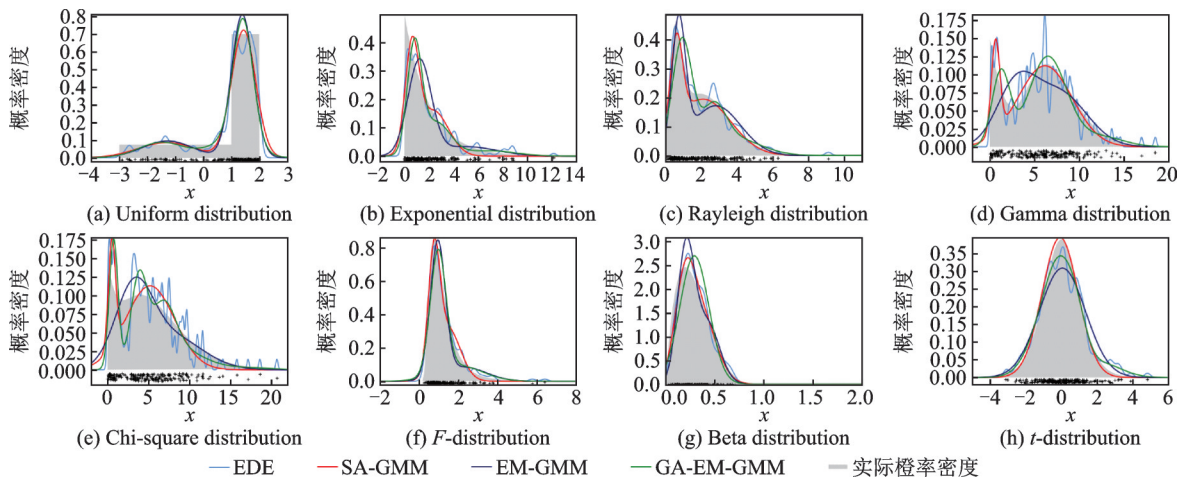 概率密度
0.8
0.7
0.6
0.5
0.4
0.3
0.2
0.1
0.0
−4 −3 −2 −1 0 1 2 3
x
(a) Uniform distribution
概率密度
0.4
0.3
0.2
0.1
0
−4 −2 0 2 4 6 8 10 12 14
x
(b) Exponential distribution
概率密度
0.4
0.3
0.2
0.1
0.0
0 2 4 6 8 10
x
(c) Rayleigh distribution
概率密度
0.175
0.150
0.125
0.100
0.075
0.050
0.025
0.000
0 5 10 15 20
x
(d) Gamma distribution
概率密度
0.175
0.150
0.125
0.100
0.075
0.050
0.025
0.000
0 5 10 15 20
x
(e) Chi-square distribution
概率密度
0.8
0.6
0.4
0.2
0.0
−2 0 2 4 6 8
x
(f) F-distribution
概率密度
3.0
2.5
2.0
1.5
1.0
0.5
0.0
0.0 0.5 1.0 1.5 2.0
x
(g) Beta distribution
概率密度
0.35
0.30
0.25
0.20
0.15
0.10
0.05
0.00
−4 −2 0 2 4 6
x
(h) t-distribution
EDE SA-GMM EM-GMM GA-EM-GMM 实际橙率密度